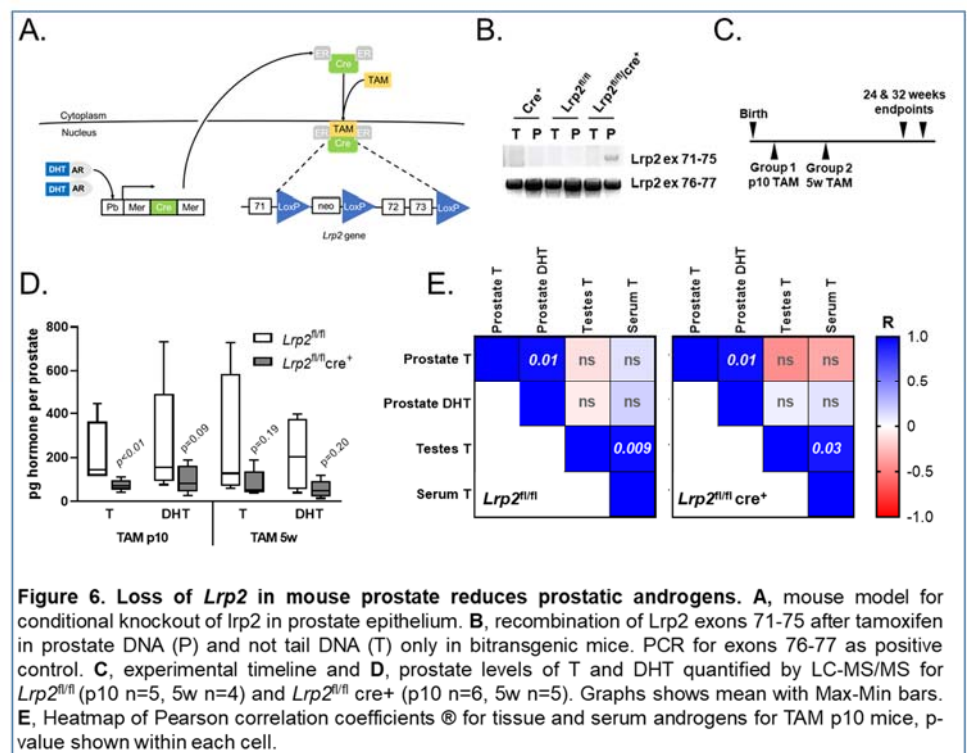 A.
ER
ER
Cre
TAM
Cytoplasm
Nucleus
TAM
ER
ER
Cre
DHT AR
DHT AR
Pb Mer Cre Mer
71 LoxP neo LoxP 72 73 LoxP
Lrp2 gene
B.
Cre+
Lrp2fl/fl
Lrp2fl/fl/cre+
T P T P T P
Lrp2 ex 71-75
Lrp2 ex 76-77
C.
24 & 32 weeks
endpoints
Birth
Group 1
p10 TAM
Group 2
5w TAM
D.
pg hormone per prostate
800
600
400
200
0
Lrp2fl/fl
Lrp2fl/flcre+
p<0.01
p=0.09
p=0.19
p=0.20
T DHT T DHT
TAM p10 TAM 5w
E.
Prostate T
Prostate DHT
Testes T
Serum T
Prostate T
Prostate DHT
Testes T
Serum T
Prostate T 0.01 ns ns 0.01 ns ns
Prostate DHT ns ns ns ns
Testes T 0.009 0.03
Serum T
Lrp2fl/fl
Lrp2fl/fl cre+
R
1.0
0.5
0
-0.5
-1.0
Figure 6. Loss of Lrp2 in mouse prostate reduces prostatic androgens. A, mouse model for
conditional knockout of lrp2 in prostate epithelium. B, recombination of Lrp2 exons 71-75 after tamoxifen
in prostate DNA (P) and not tail DNA (T) only in bitransgenic mice. PCR for exons 76-77 as positive
control. C, experimental timeline and D, prostate levels of T and DHT quantified by LC-MS/MS for
Lrp2fl/fl (p10 n=5, 5w n=4) and Lrp2fl/fl cre+ (p10 n=6, 5w n=5). Graphs shows mean with Max-Min bars.
E, Heatmap of Pearson correlation coefficients ® for tissue and serum androgens for TAM p10 mice, p-
value shown within each cell.